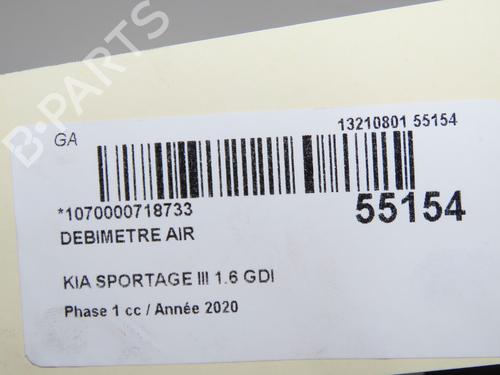 B-PARTS
GA
13210801 55154
*1070000718733
55154
DEBIMETRE AIR
KIA SPORTAGE III 1.6 GDI
Phase 1 cc / Année 2020